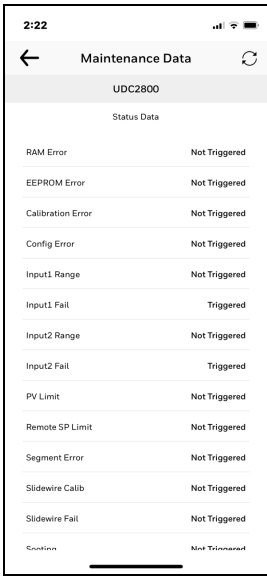 2:22
Maintenance Data
UDC2800
Status Data
RAM Error Not Triggered
EEPROM Error Not Triggered
Calibration Error Not Triggered
Config Error Not Triggered
Input1 Range Not Triggered
Input1 Fail Triggered
Input2 Range Not Triggered
Input2 Fail Triggered
PV Limit Not Triggered
Remote SP Limit Not Triggered
Segment Error Not Triggered
Slidewire Calib Not Triggered
Slidewire Fail Not Triggered
Sooting Not Triggered